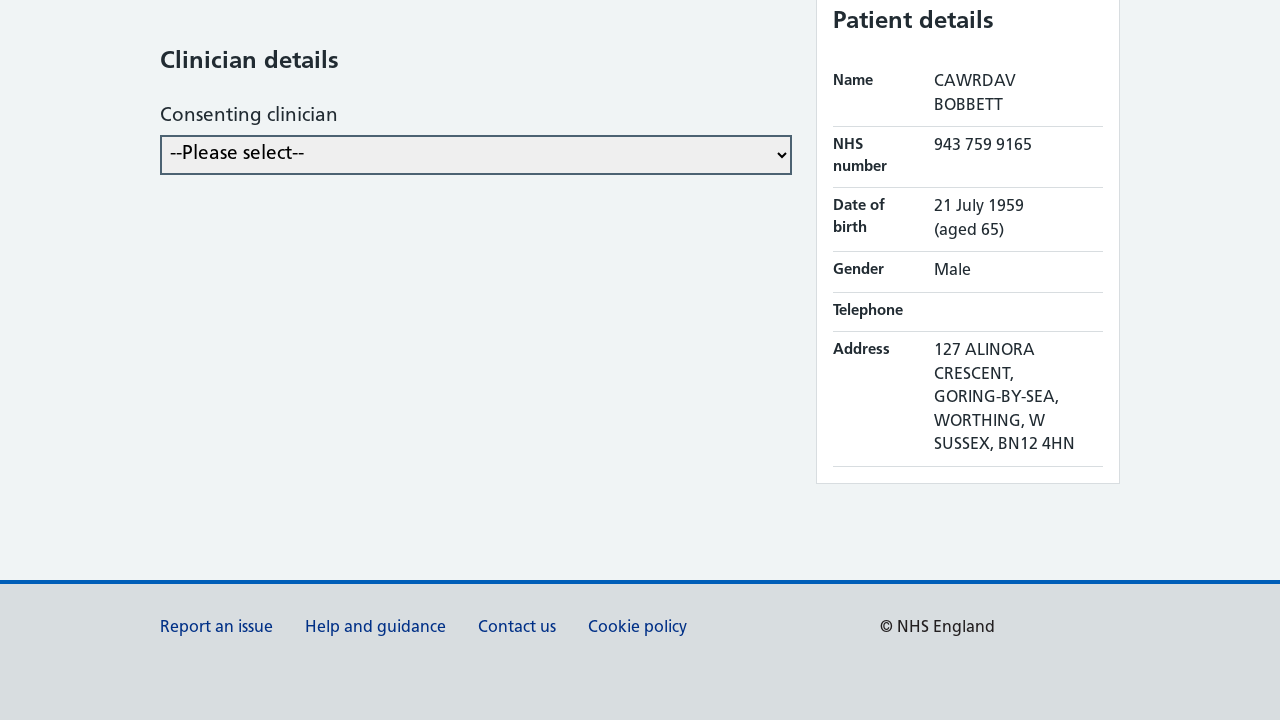 Clinician details
Consenting clinician
--Please select--
Patient details
Name
CAWRDAV
BOBBETT
NHS
number
943 759 9165
Date of
birth
21 July 1959
(aged 65)
Gender
Male
Telephone
Address
127 ALINORA
CRESCENT,
GORING-BY-SEA,
WORTHING, W
SUSSEX, BN12 4HN
Report an issue
Help and guidance
Contact us
Cookie policy
© NHS England